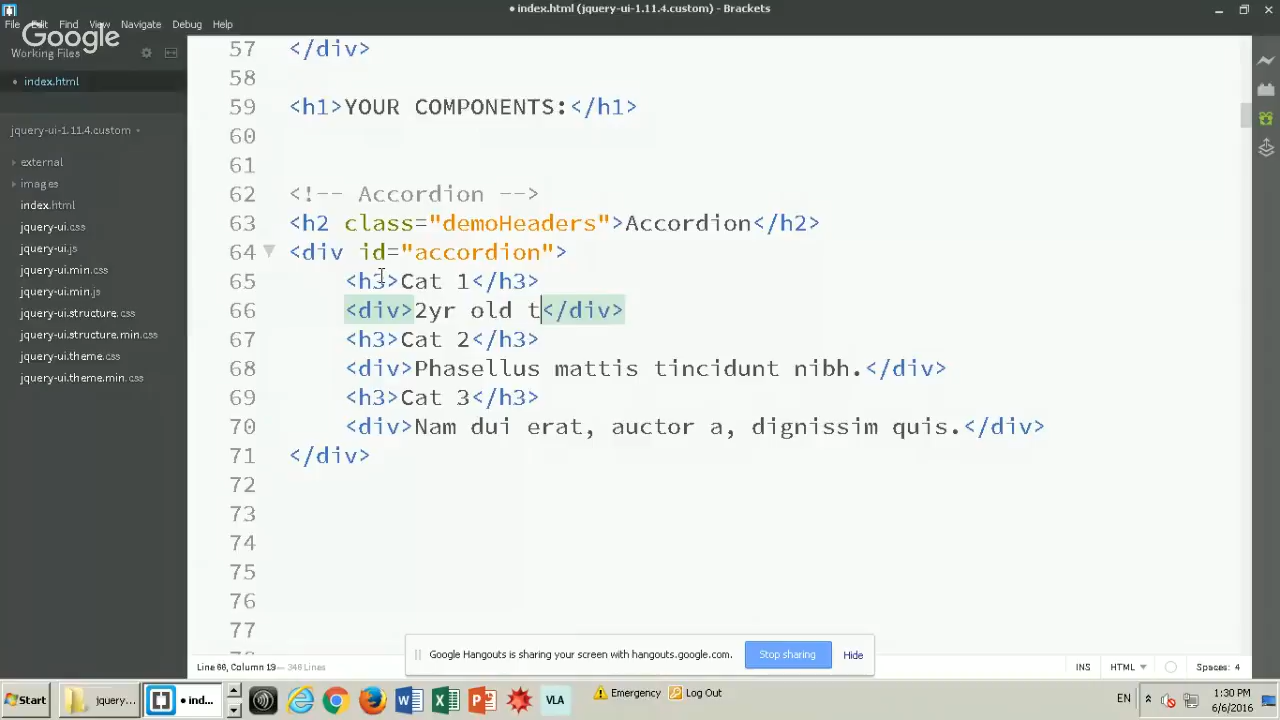 index.html (jquery-ui-1.11.4.custom) - Brackets
File Edit Find View Navigate Debug Help
Google
Working Files
index.html
jquery-ui-1.11.4.custom
external
images
index.html
jquery-ui.css
jquery-ui.js
jquery-ui.min.css
jquery-ui.min.js
jquery-ui.structure.css
jquery-ui.structure.min.css
jquery-ui.theme.css
jquery-ui.theme.min.css
57 </div>
58
59 <h1>YOUR COMPONENTS:</h1>
60
61
62 <!-- Accordion -->
63 <h2 class="demoHeaders">Accordion</h2>
64 <div id="accordion">
65 <h3>Cat 1</h3>
66 <div>2yr old t</div>
67 <h3>Cat 2</h3>
68 <div>Phasellus mattis tincidunt nibh.</div>
69 <h3>Cat 3</h3>
70 <div>Nam dui erat, auctor a, dignissim quis.</div>
71 </div>
72
73
74
75
76
77
Google Hangouts is sharing your screen with hangouts.google.com. Stop sharing Hide
Line 66, Column 19 — 346 Lines INS HTML Spaces: 4
Start jquery... • ind... VLA Emergency Log Out EN 1:30 PM
6/6/2016